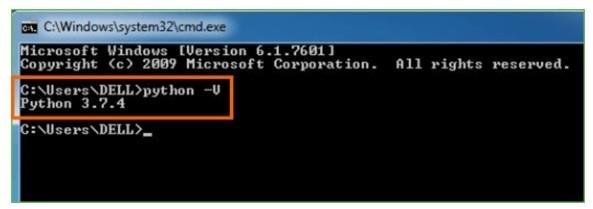 C:\Windows\system32\cmd.exe
Microsoft Windows [Version 6.1.7601]
Copyright (c) 2009 Microsoft Corporation.  All rights reserved.
C:\Users\DELL>python -V
Python 3.7.4
C:\Users\DELL>_